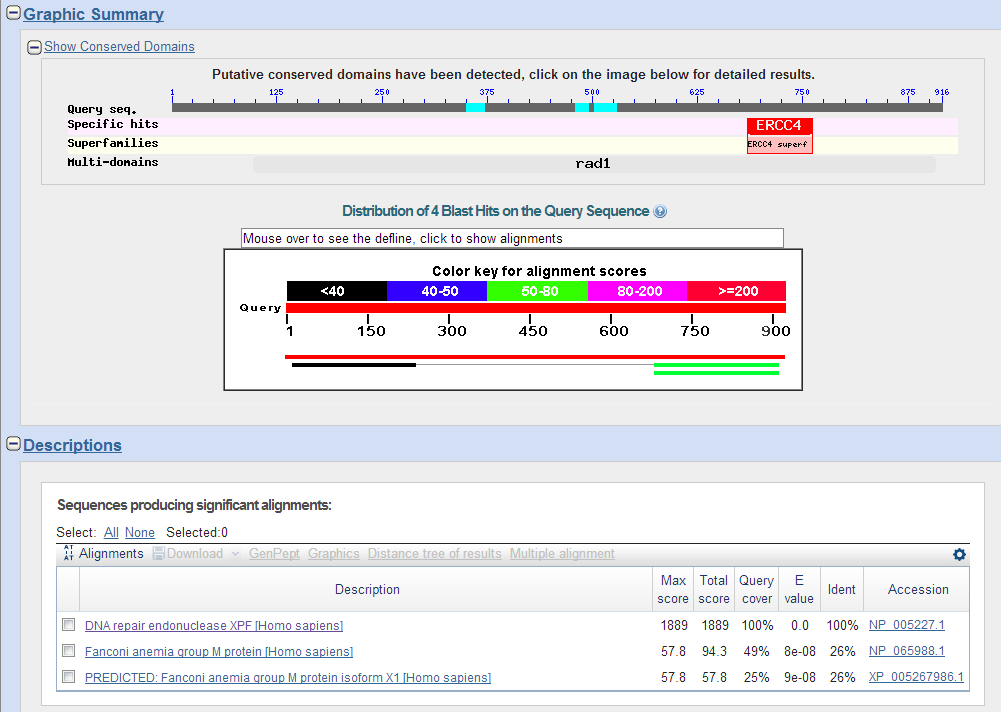 Graphic Summary
Show Conserved Domains
Putative conserved domains have been detected, click on the image below for detailed results.
1 125 250 375 500 625 750 875 916
Query seq.
Specific hits ERCC4
Superfamilies ERCC4 superf
Multi-domains rad1
Distribution of 4 Blast Hits on the Query Sequence ?
Mouse over to see the defline, click to show alignments
Color key for alignment scores
<40 40-50 50-80 80-200 >=200
Query
1 150 300 450 600 750 900
Descriptions
Sequences producing significant alignments:
Select: All None Selected:0
Alignments Download GenPept Graphics Distance tree of results Multiple alignment
Description Max score Total score Query cover E value Ident Accession
DNA repair endonuclease XPF [Homo sapiens] 1889 1889 100% 0.0 100% NP_005227.1
Fanconi anemia group M protein [Homo sapiens] 57.8 94.3 49% 8e-08 26% NP_065988.1
PREDICTED: Fanconi anemia group M protein isoform X1 [Homo sapiens] 57.8 57.8 25% 9e-08 26% XP_005267986.1